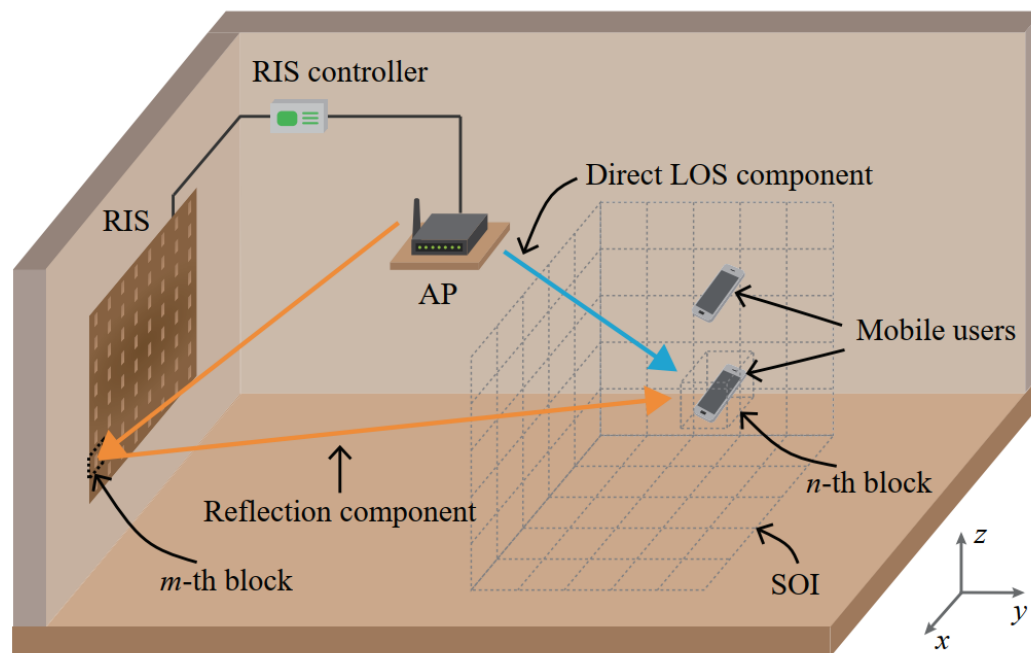 RIS controller
Direct LOS component
RIS
AP
Mobile users
n-th block
Reflection component
m-th block
SOI
z
y
x